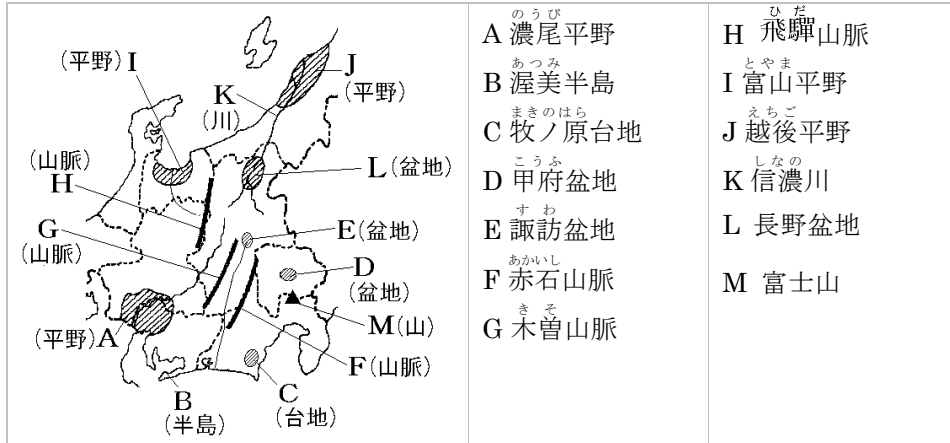 (平野) I
J
(平野)
K
(川)
(山脈)
H
L (盆地)
G
(山脈)
E (盆地)
D
(盆地)
M (山)
(平野) A
F (山脈)
B
(半島)
C
(台地)
のうび
A 濃尾平野
あつみ
B 渥美半島
まきのはら
C 牧ノ原台地
こうふ
D 甲府盆地
すわ
E 諏訪盆地
あかいし
F 赤石山脈
きそ
G 木曽山脈
ひだ
H 飛驒山脈
とやま
I 富山平野
えちご
J 越後平野
しなの
K 信濃川
L 長野盆地
M 富士山